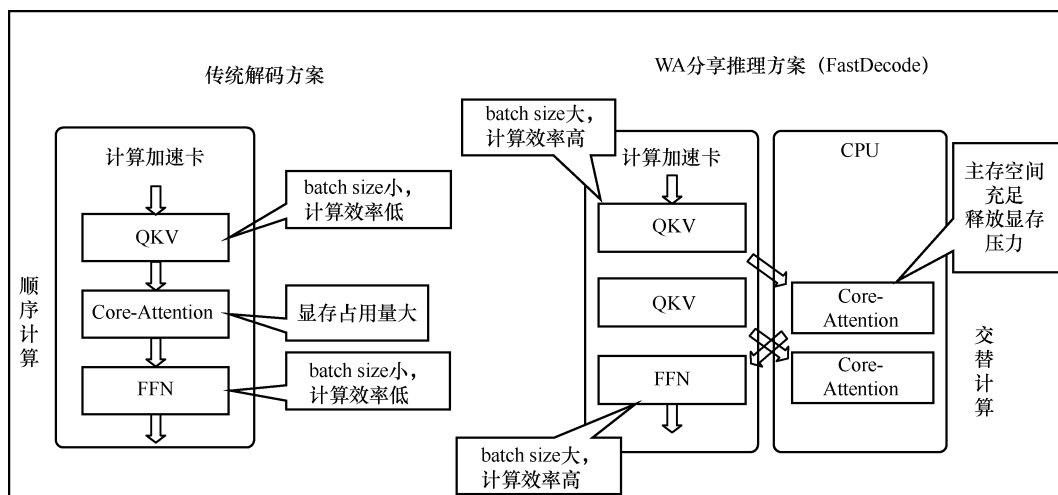 传统解码方案
计算加速卡
QKV
batch size小，
计算效率低
Core-Attention
显存占用量大
FFN
batch size小，
计算效率低
顺序计算
WA分享推理方案（FastDecode）
batch size大，
计算效率高
计算加速卡
QKV
QKV
FFN
batch size大，
计算效率高
CPU
主存空间
充足
释放显存
压力
Core-
Attention
Core-
Attention
交替计算